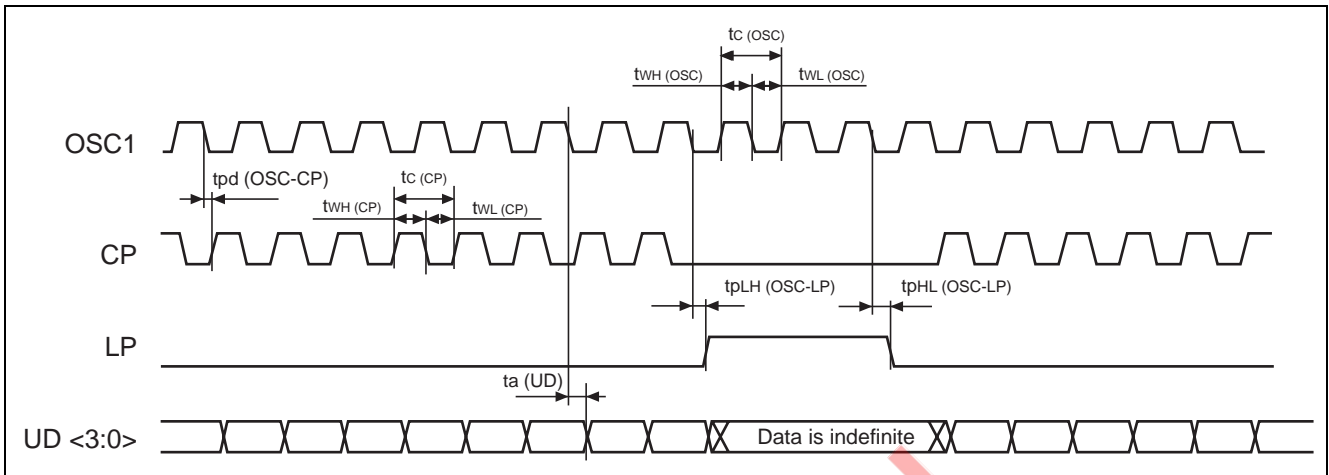 tC (OSC)
tWH (OSC)
tWL (OSC)
OSC1
tpd (OSC-CP)
tC (CP)
tWH (CP)
tWL (CP)
CP
tpLH (OSC-LP)
tpHL (OSC-LP)
LP
ta (UD)
UD <3:0>
Data is indefinite